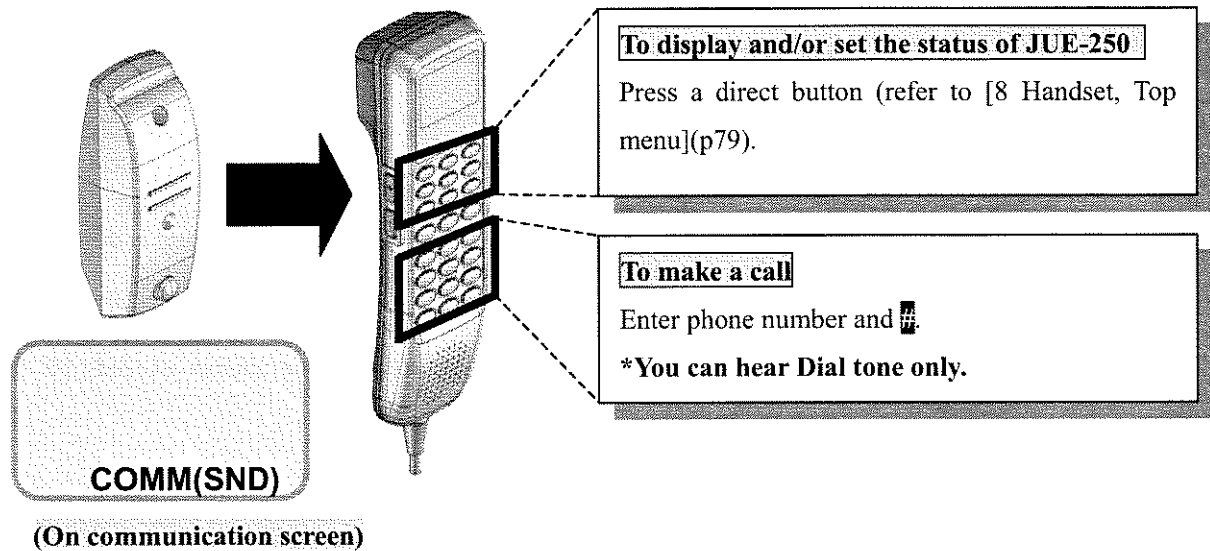 To display and/or set the status of JUE-250
Press a direct button (refer to [8 Handset, Top
menu](p79).
To make a call
Enter phone number and #.
*You can hear Dial tone only.
COMM(SND)
(On communication screen)